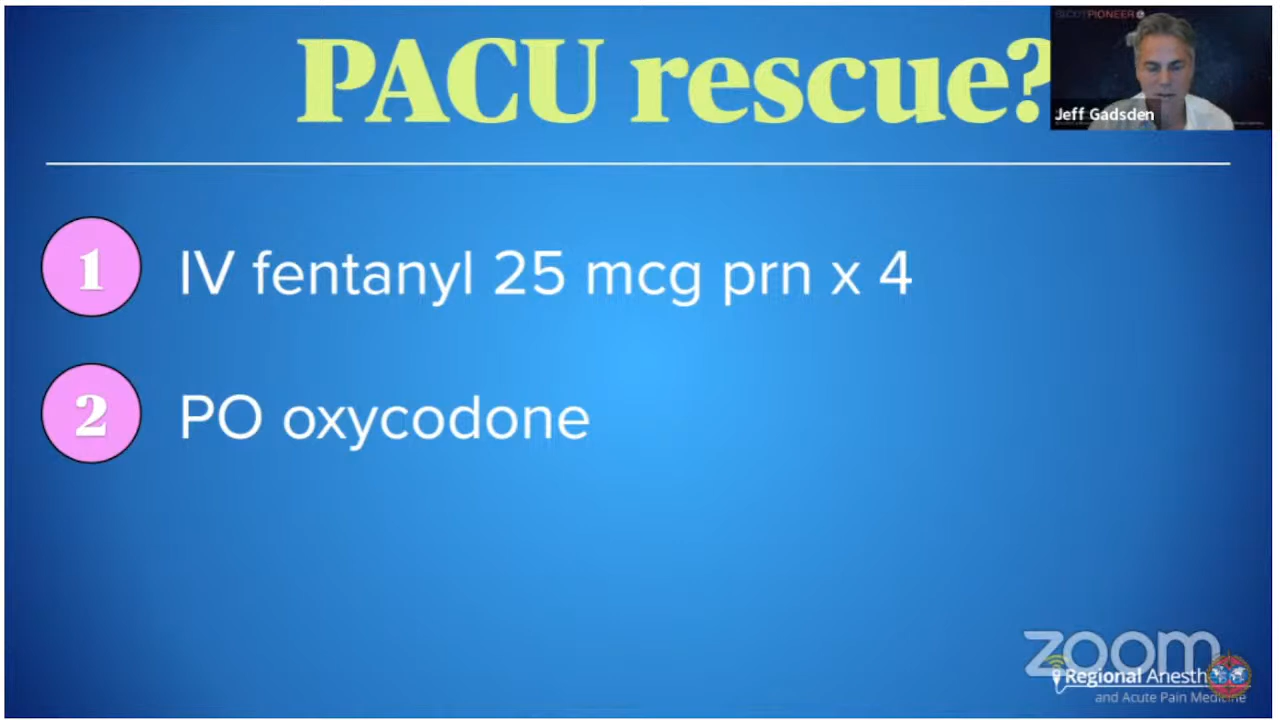 PACU rescue?
Jeff Gadsden
1 IV fentanyl 25 mcg prn x 4
2 PO oxycodone
zoom
Regional Anesth
and Acute Pain Medicine